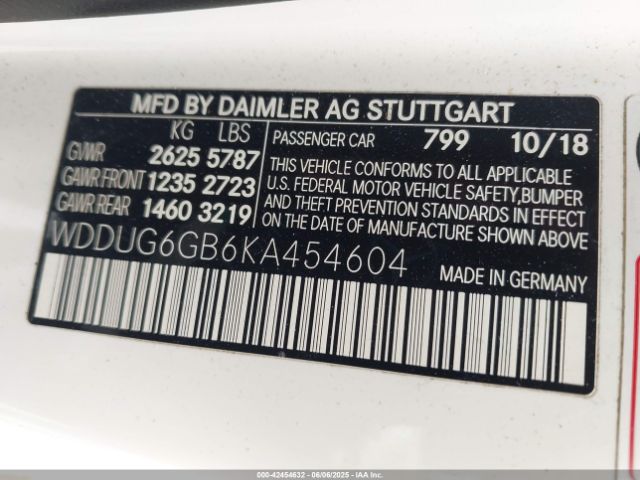 MFD BY DAIMLER AG STUTTGART
KG LBS
GVWR 2625 5787
GAWR FRONT 1235 2723
GAWR REAR 1460 3219
PASSENGER CAR 799 10/18
THIS VEHICLE CONFORMS TO ALL APPLICABLE
U.S. FEDERAL MOTOR VEHICLE SAFETY, BUMPER
AND THEFT PREVENTION STANDARDS IN EFFECT
ON THE DATE OF MANUFACTURE SHOWN ABOVE.
WDDUG6GB6KA454604
MADE IN GERMANY
000-42454632 - 06/06/2025 - IAAI.COM